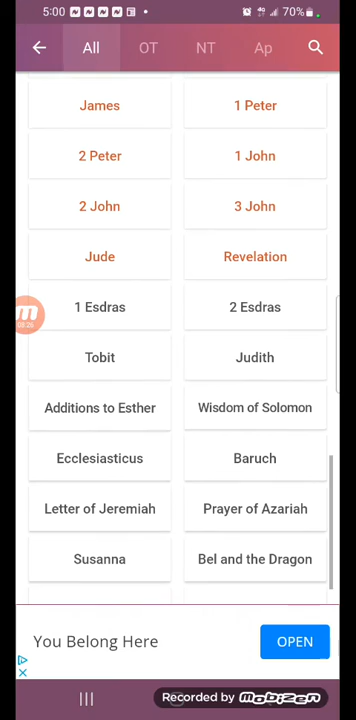 5:00 70%
All OT NT Ap
James 1 Peter
2 Peter 1 John
2 John 3 John
Jude Revelation
1 Esdras 2 Esdras
03:26
Tobit Judith
Additions to Esther Wisdom of Solomon
Ecclesiasticus Baruch
Letter of Jeremiah Prayer of Azariah
Susanna Bel and the Dragon
You Belong Here OPEN
Recorded by mobizen